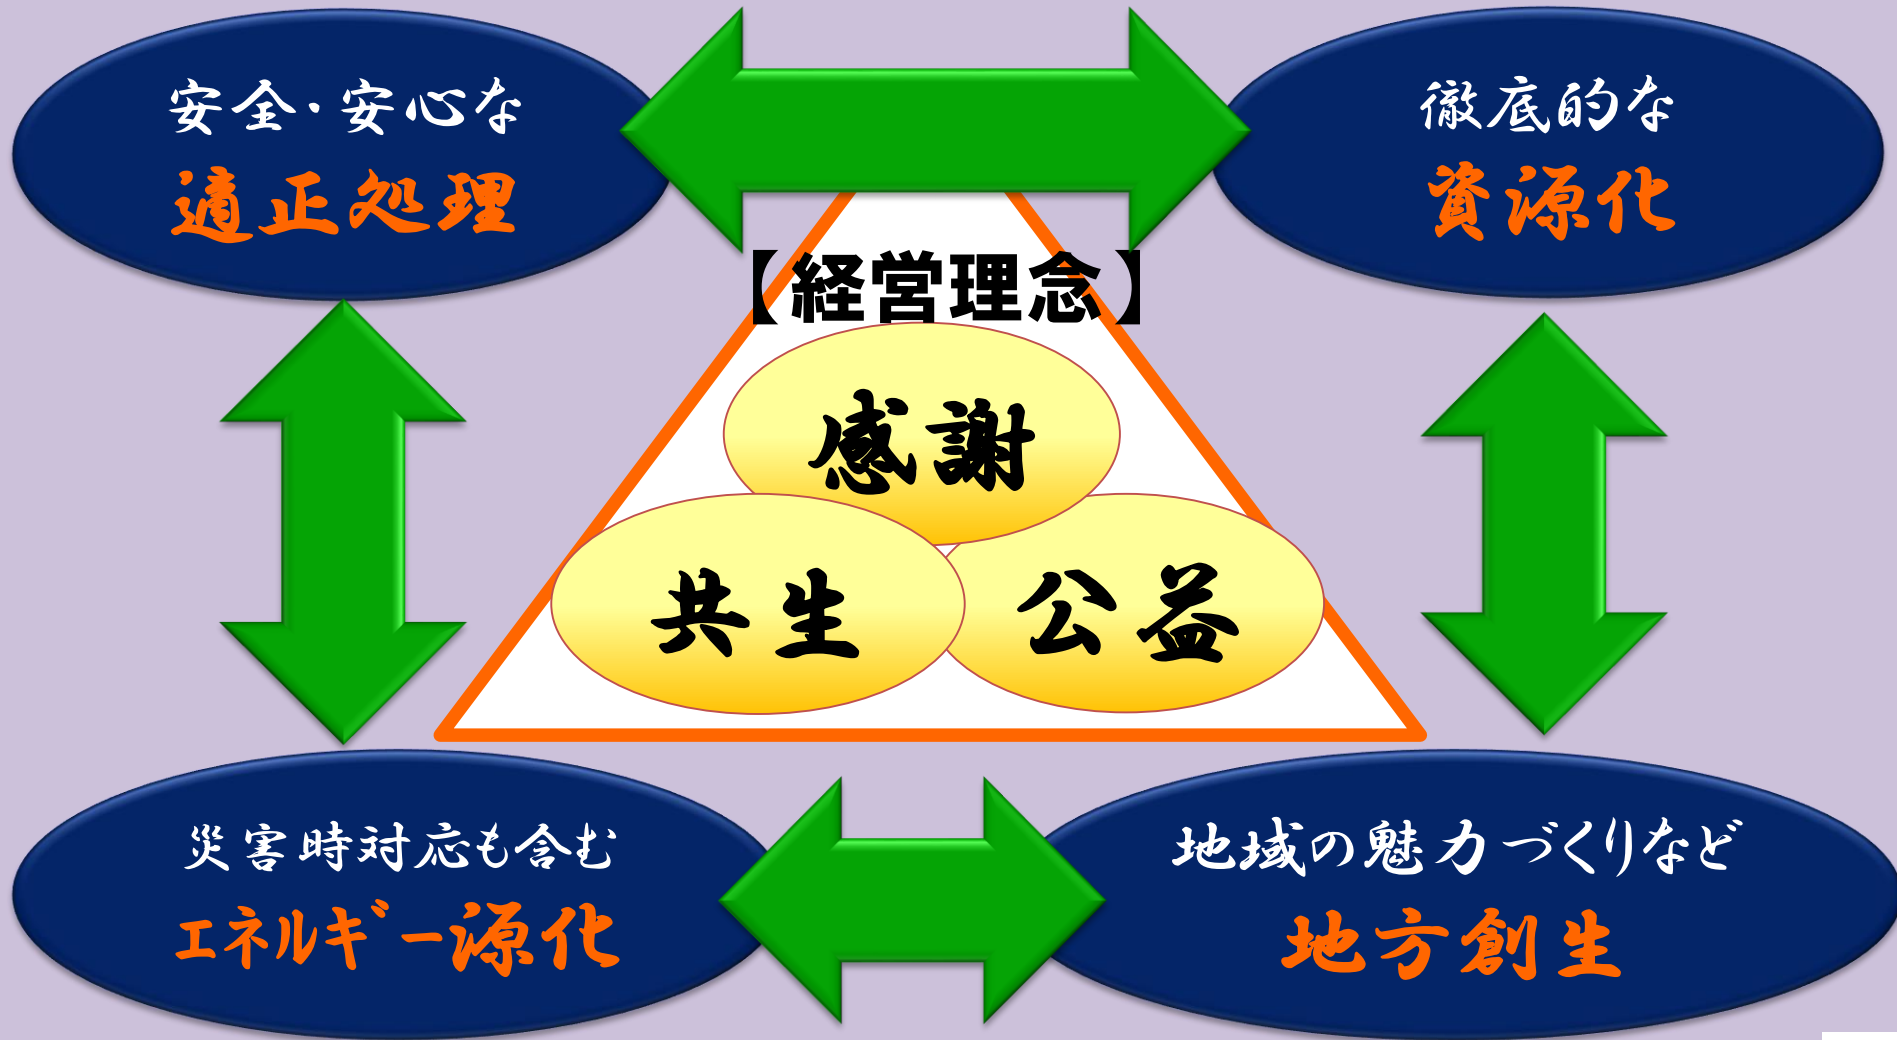 安全・安心な
適正処理
徹底的な
資源化
【経営理念】
感謝
共生
公益
災害時対応も含む
エネルギー源化
地域の魅力づくりなど
地方創生